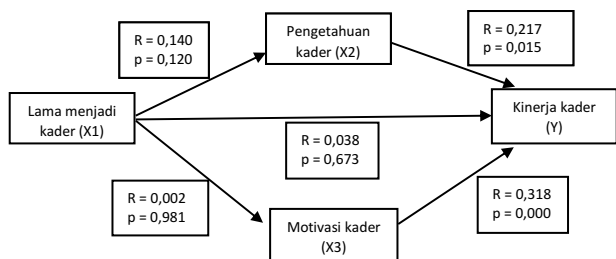 R = 0,140
p = 0,120
Pengetahuan
kader (X2)
R = 0,217
p = 0,015
Lama menjadi
kader (X1)
Kinerja kader
(Y)
R = 0,038
p = 0,673
R = 0,002
p = 0,981
Motivasi kader
(X3)
R = 0,318
p = 0,000